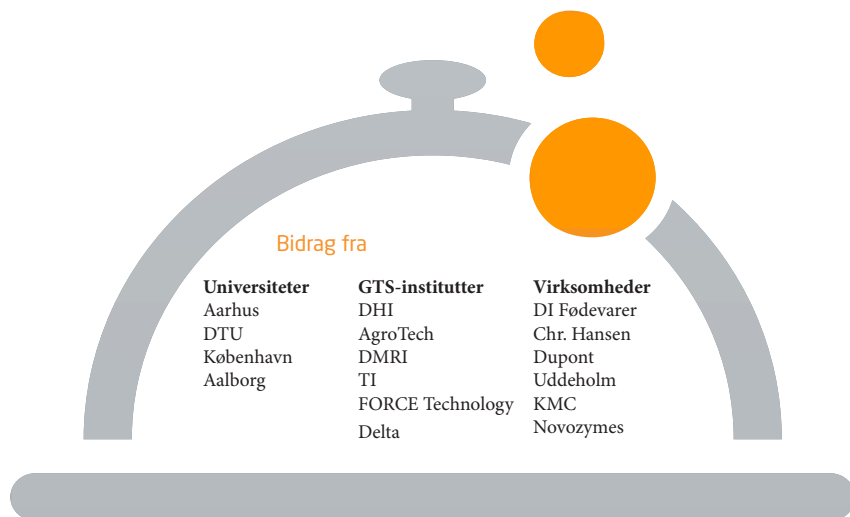 Bidrag fra
Universiteter
Aarhus
DTU
København
Aalborg
GTS-institutter
DHI
AgroTech
DMRI
TI
FORCE Technology
Delta
Virksomheder
DI Fødevarer
Chr. Hansen
Dupont
Uddeholm
KMC
Novozymes